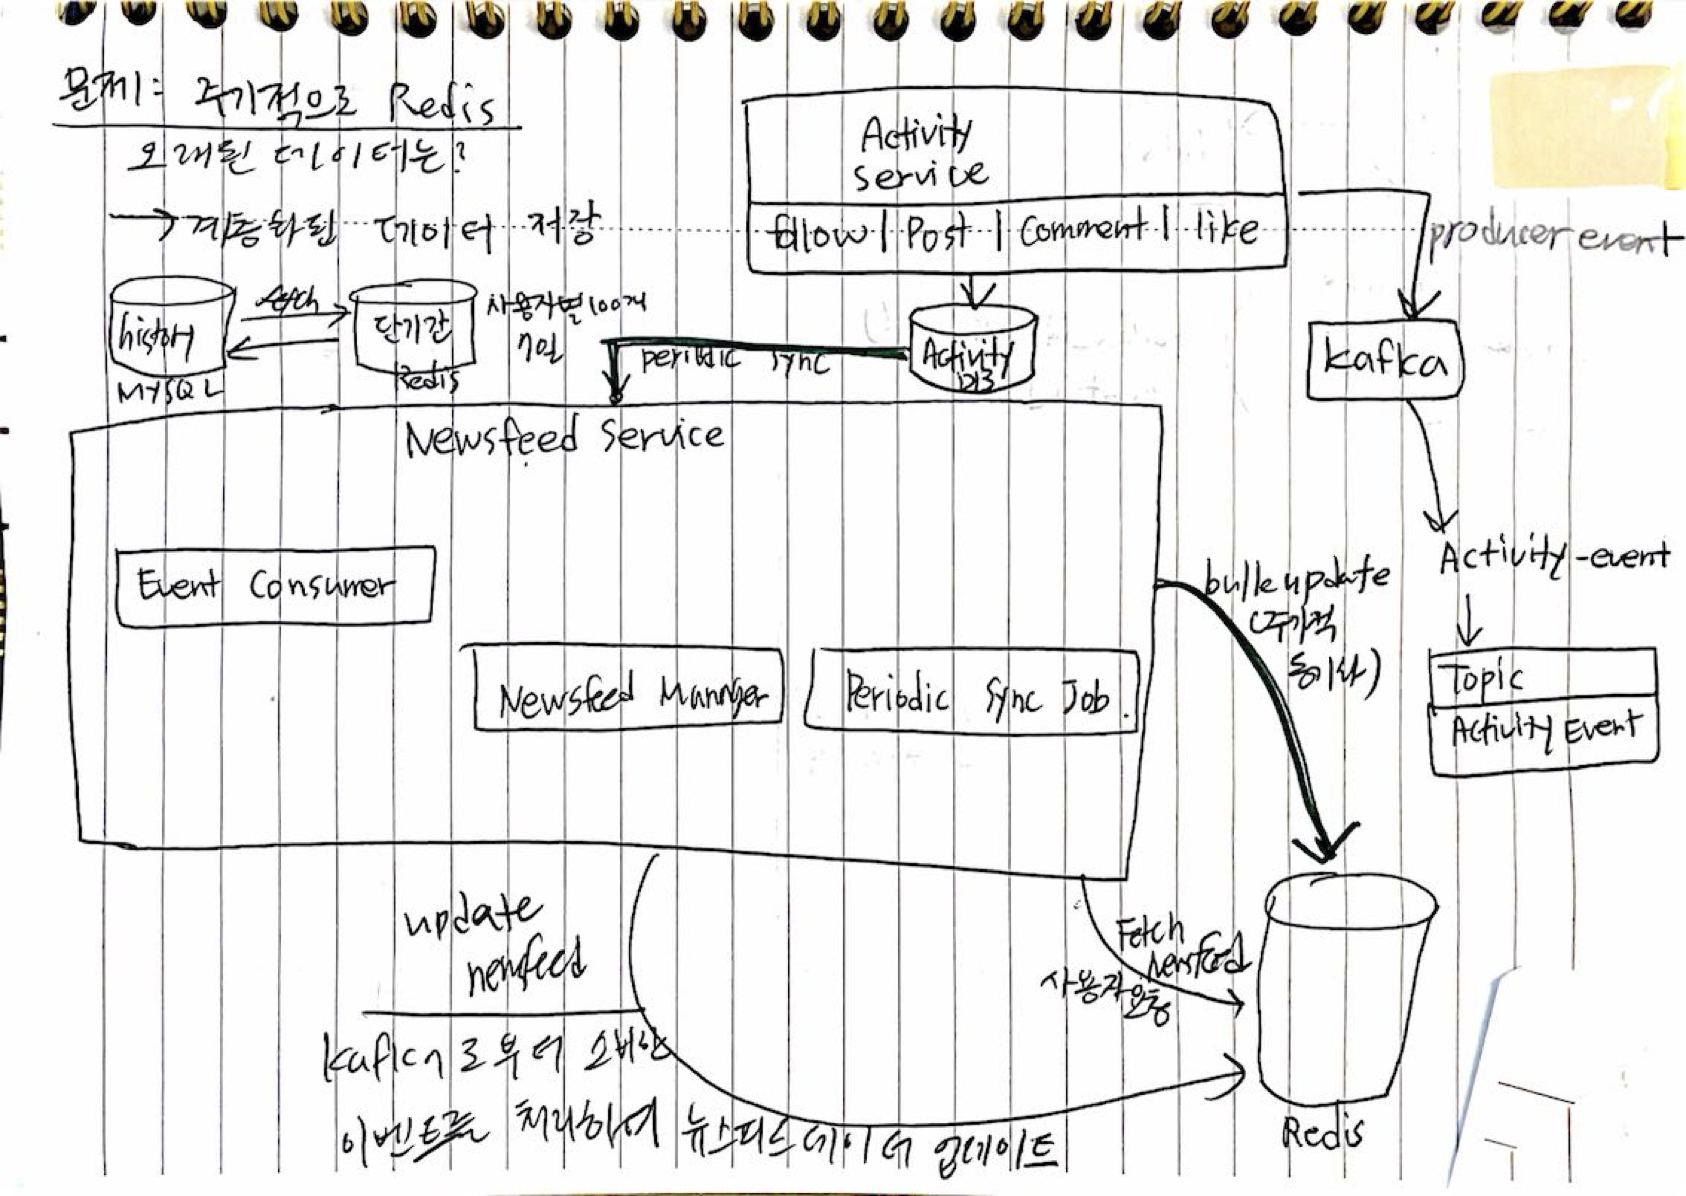 문제1: 주기적으로 Redis
오래된 데이터는?
→ 계층화된 데이터 저장
history
MYSQL
단기간
Redis
사용자별 100개
7일
Activity
service
follow | Post | Comment | like
producer event
periodic sync
Activity
DB
kafka
Newsfeed Service
Event Consumer
Newsfeed Manager
Periodic Sync Job.
bulk update
(주기적
동기화)
Activity-event
Topic
Activity Event
update
newsfeed
Fetch
newsfeed
사용자요청
kafka로부터 소비한
이벤트를 처리하여 뉴스피드 데이터 업데이트
Redis